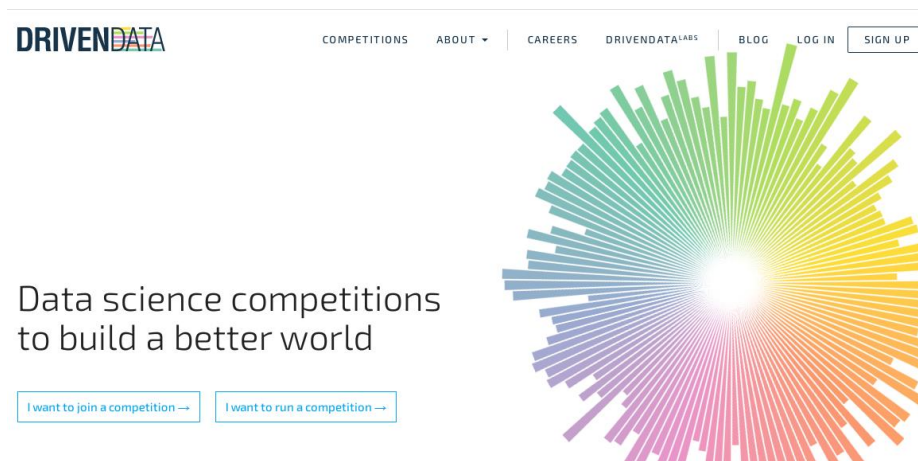 DRIVENDATA
COMPETITIONS ABOUT CAREERS DRIVENDATALABS BLOG LOG IN SIGN UP
Data science competitions
to build a better world
I want to join a competition → I want to run a competition →